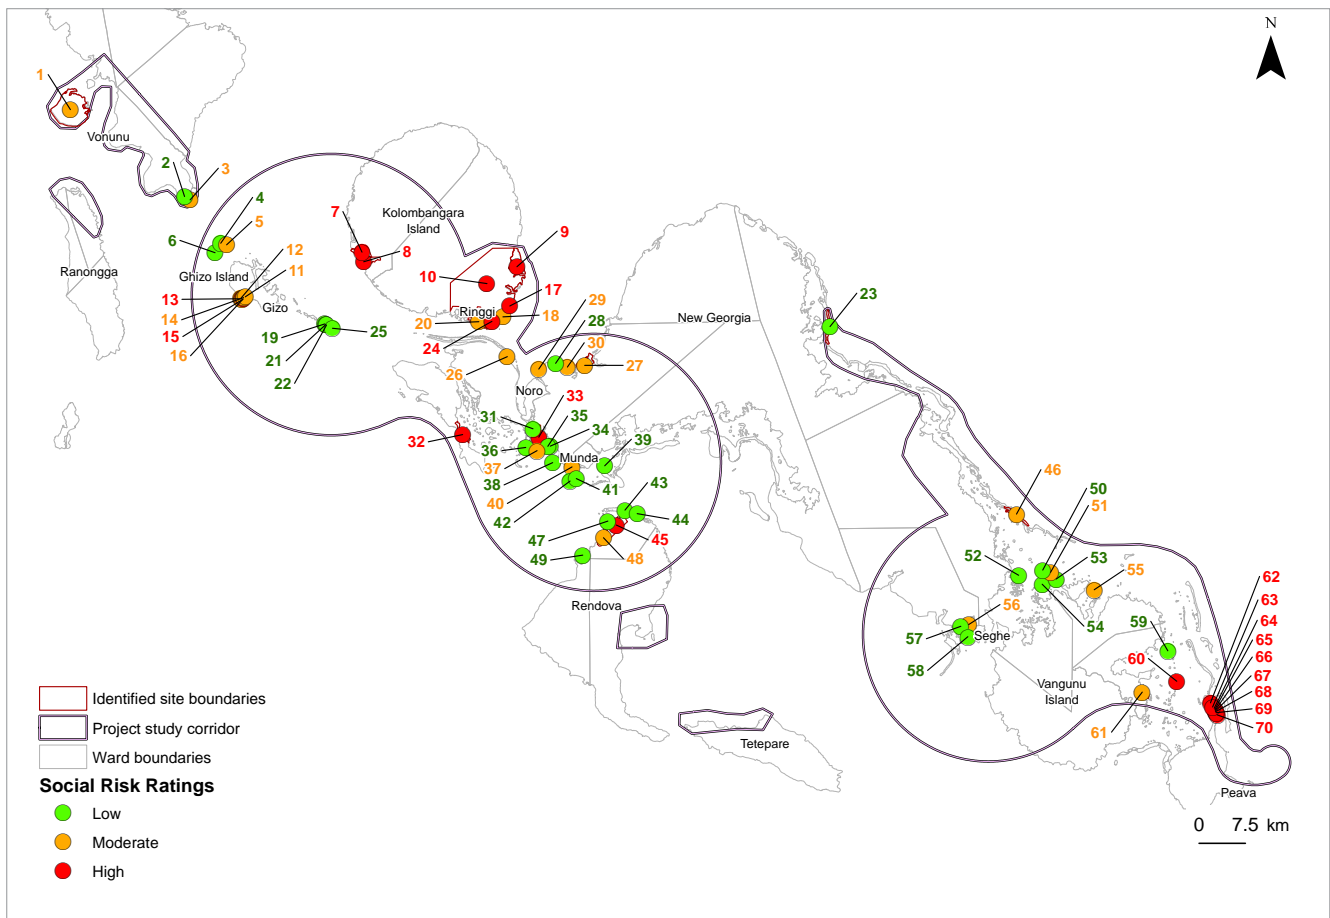 N
1
Vonunu
2
3
4
5
6
7
8
Kolombangara
Island
9
10
Ranongga
Ghizo Island
12
11
13
14
15
16
Gizo
17
Ringgi
18
20
24
19
21
22
25
29
28
30
27
26
Noro
New Georgia
23
31
33
35
34
32
36
37
38
Munda
39
40
41
42
43
44
47
45
48
49
Rendova
46
50
51
52
53
54
55
56
57
58
Seghe
59
60
61
Vangunu
Island
62
63
64
65
66
67
68
69
70
Tetepare
Peava
0 7.5 km
Identified site boundaries
Project study corridor
Ward boundaries
Social Risk Ratings
Low
Moderate
High